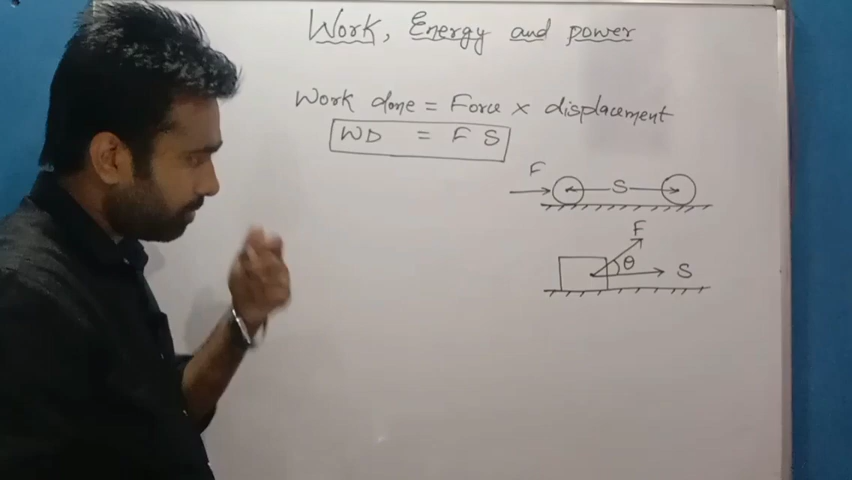 Work, Energy and power
Work done = Force × displacement
WD = F S
F
S
F
θ
S